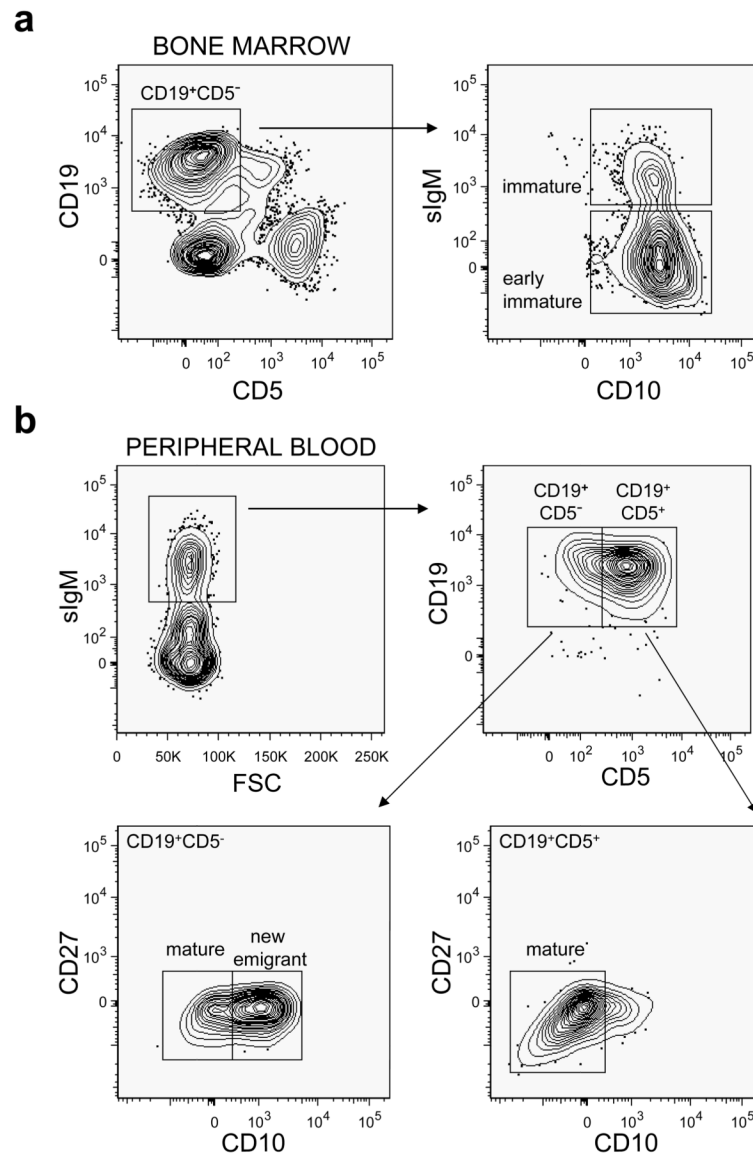 a
BONE MARROW
CD19⁺CD5⁻
10⁵
10⁴
10³
0
CD19
0 10² 10³ 10⁴ 10⁵
CD5
10⁵
10⁴
10³
10²
0
sIgM
immature
early
immature
0 10³ 10⁴ 10⁵
CD10
b
PERIPHERAL BLOOD
10⁵
10⁴
10³
10²
0
sIgM
0 50K 100K 150K 200K 250K
FSC
CD19⁺
CD5⁻
CD19⁺
CD5⁺
10⁵
10⁴
10³
0
CD19
0 10² 10³ 10⁴ 10⁵
CD5
CD19⁺CD5⁻
10⁵
10⁴
10³
0
CD27
mature
new
emigrant
0 10³ 10⁴ 10⁵
CD10
CD19⁺CD5⁺
10⁵
10⁴
10³
0
CD27
mature
0 10³ 10⁴ 10⁵
CD10